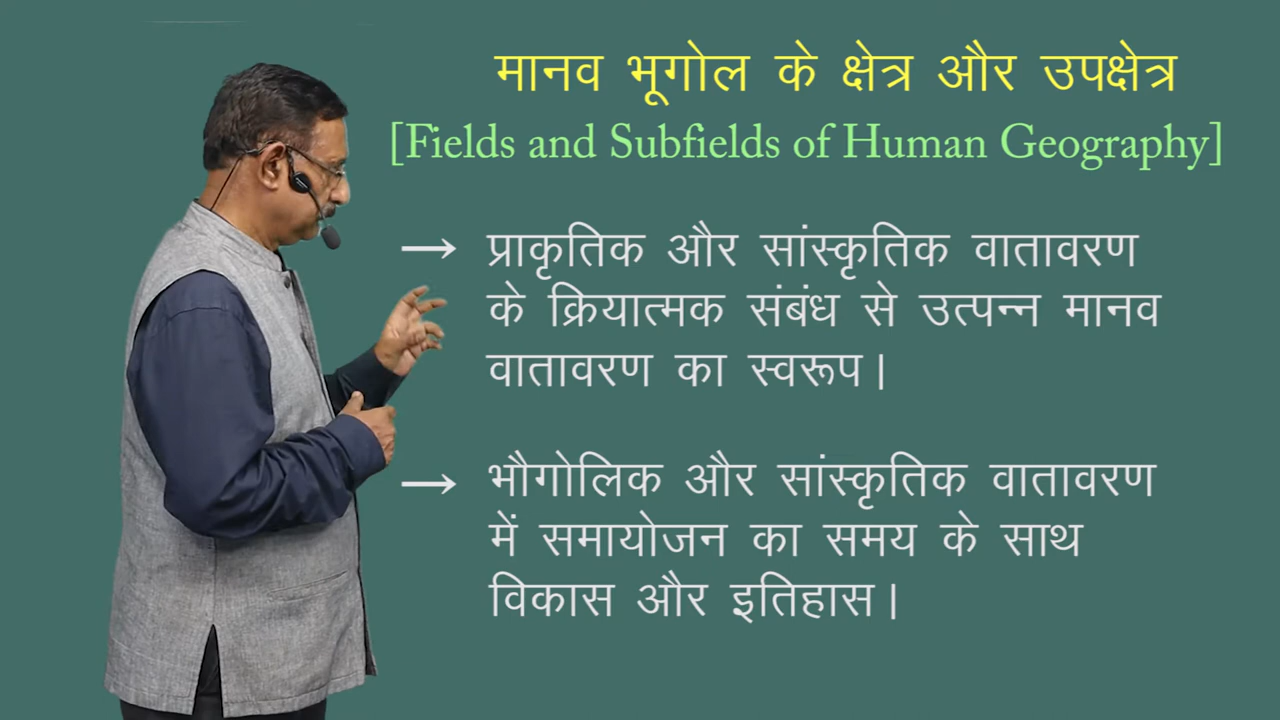 मानव भूगोल के क्षेत्र और उपक्षेत्र
[Fields and Subfields of Human Geography]
→ प्राकृतिक और सांस्कृतिक वातावरण
के क्रियात्मक संबंध से उत्पन्न मानव
वातावरण का स्वरूप।
→ भौगोलिक और सांस्कृतिक वातावरण
में समायोजन का समय के साथ
विकास और इतिहास।